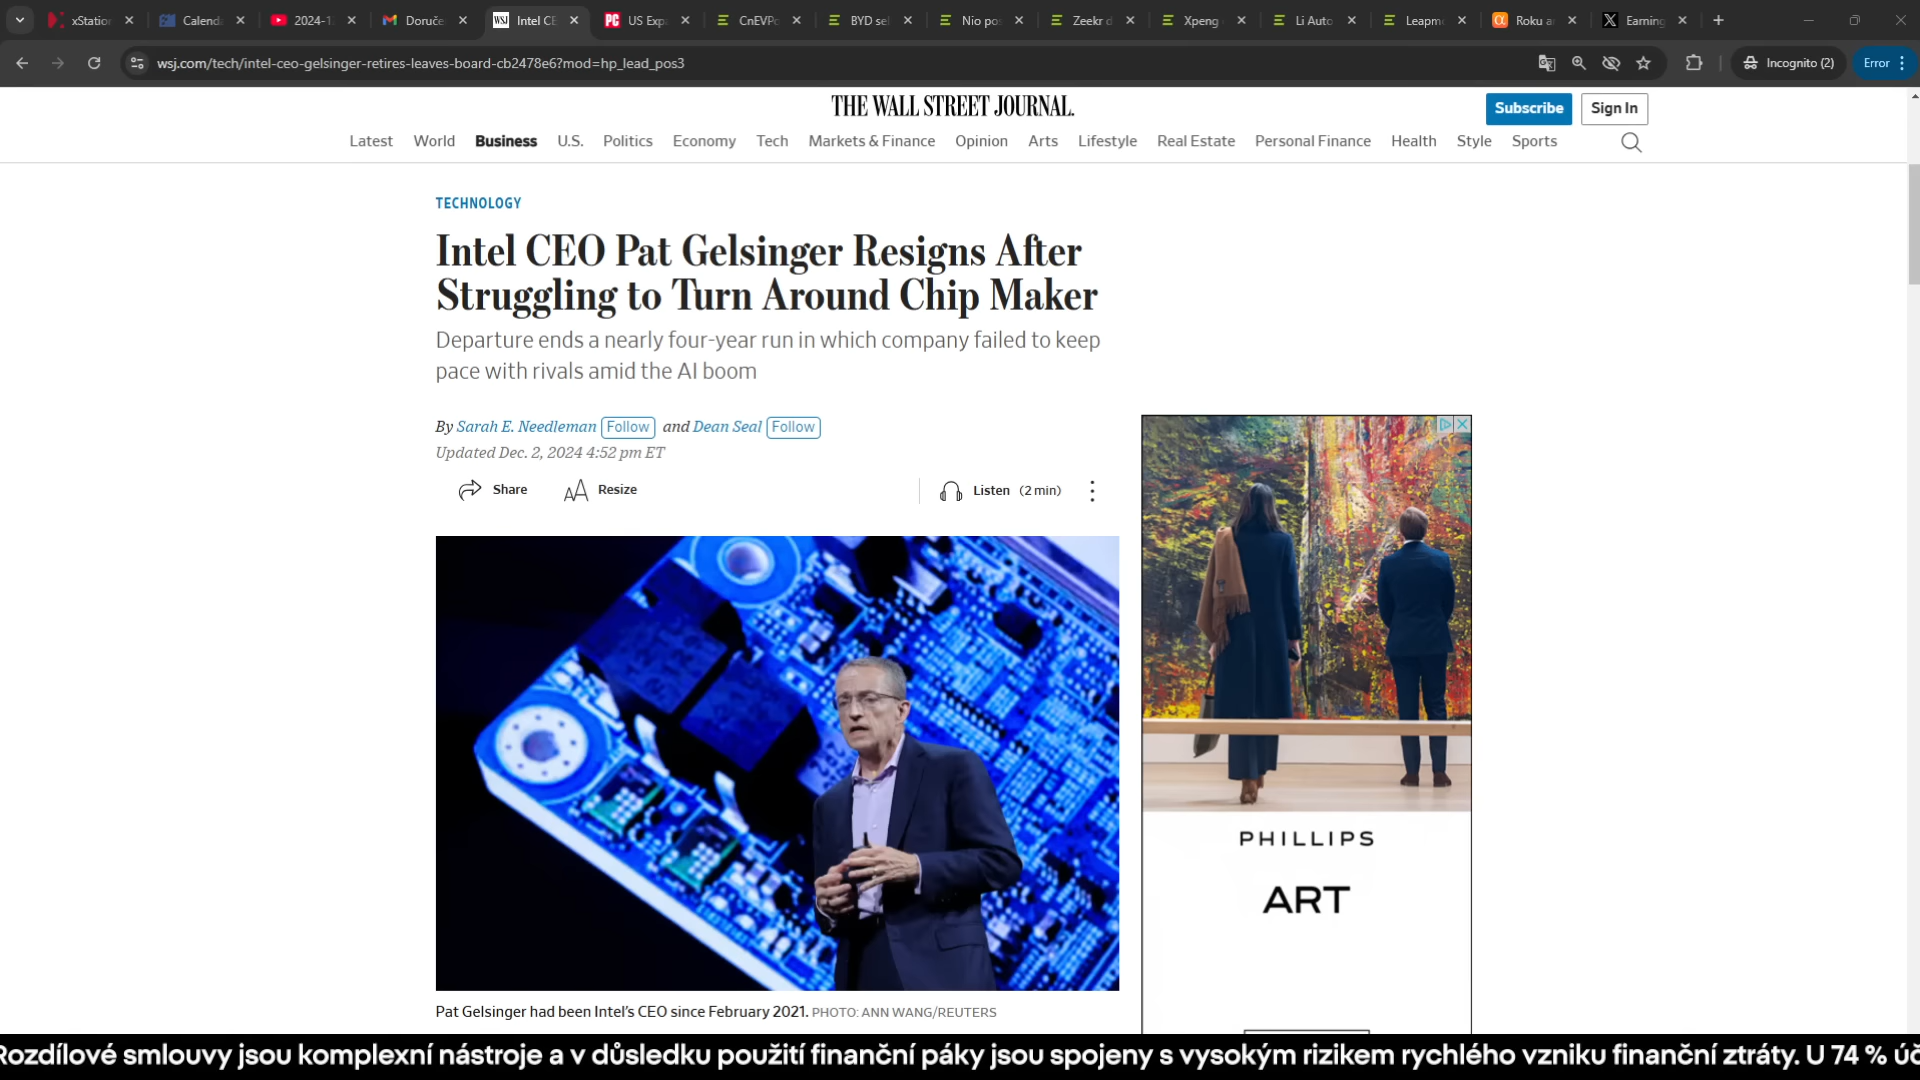 xStation
Calend
2024-1
Doruče
WSJ
Intel CE
PC
US Exp
CnEVPo
BYD sel
Nio pos
Zeekr d
Xpeng
Li Auto
Leapm
Roku a
Earning
wsj.com/tech/intel-ceo-gelsinger-retires-leaves-board-cb2478e6?mod=hp_lead_pos3
Incognito (2)
Error
THE WALL STREET JOURNAL.
Subscribe
Sign In
Latest World Business U.S. Politics Economy Tech Markets & Finance Opinion Arts Lifestyle Real Estate Personal Finance Health Style Sports
TECHNOLOGY
Intel CEO Pat Gelsinger Resigns After
Struggling to Turn Around Chip Maker
Departure ends a nearly four-year run in which company failed to keep
pace with rivals amid the AI boom
By Sarah E. Needleman Follow and Dean Seal Follow
Updated Dec. 2, 2024 4:52 pm ET
Share
AA Resize
Listen (2 min)
PHILLIPS
ART
Pat Gelsinger had been Intel's CEO since February 2021. PHOTO: ANN WANG/REUTERS
Rozdílové smlouvy jsou komplexní nástroje a v důsledku použití finanční páky jsou spojeny s vysokým rizikem rychlého vzniku finanční ztráty. U 74 % úč